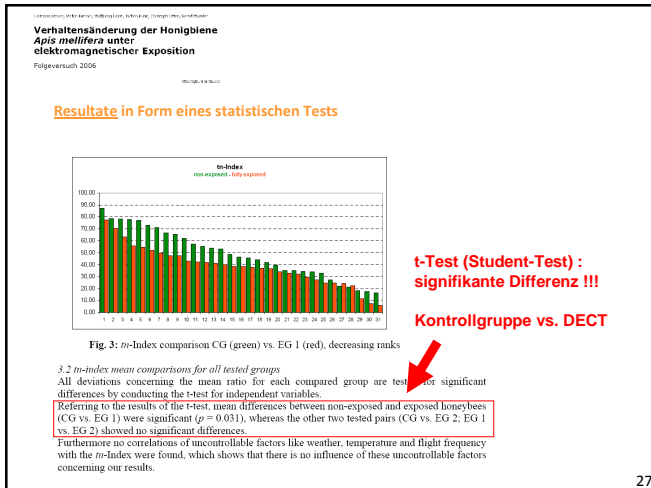 Verhaltensänderung der Honigbiene
Apis mellifera unter
elektromagnetischer Exposition
Folgeversuch 2006
Resultate in Form eines statistischen Tests
tn-Index
non-exposed - fully exposed
100,00
90,00
80,00
70,00
60,00
50,00
40,00
30,00
20,00
10,00
0,00
1 2 3 4 5 6 7 8 9 10 11 12 13 14 15 16 17 18 19 20 21 22 23 24 25 26 27 28 29 30 31
t-Test (Student-Test) :
signifikante Differenz !!!
Kontrollgruppe vs. DECT
Fig. 3: tn-Index comparison CG (green) vs. EG 1 (red), decreasing ranks
3.2 tn-index mean comparisons for all tested groups
All deviations concerning the mean ratio for each compared group are for significant
differences by conducting the t-test for independent variables.
Referring to the results of the t-test, mean differences between non-exposed and exposed honeybees
(CG vs. EG 1) were significant (p = 0.031), whereas the other two tested pairs (CG vs. EG 2; EG 1
vs. EG 2) showed no significant differences.
Furthermore no correlations of uncontrollable factors like weather, temperature and flight frequency
with the tn-Index were found, which shows that there is no influence of these uncontrollable factors
concerning our results.
27